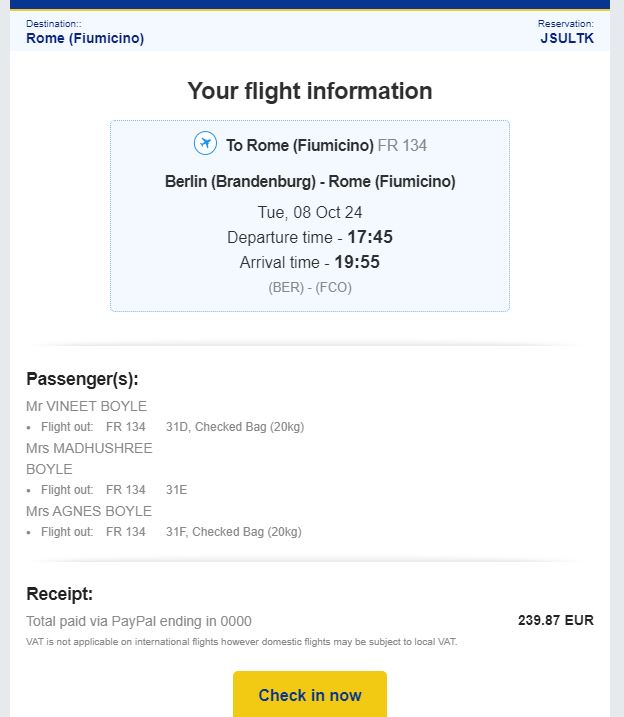 Destination::
Reservation:
Rome (Fiumicino)
JSULTK
Your flight information
To Rome (Fiumicino) FR 134
Berlin (Brandenburg) - Rome (Fiumicino)
Tue, 08 Oct 24
Departure time - 17:45
Arrival time - 19:55
(BER) - (FCO)
Passenger(s):
Mr VINEET BOYLE
• Flight out: FR 134 31D, Checked Bag (20kg)
Mrs MADHUSHREE
BOYLE
• Flight out: FR 134 31E
Mrs AGNES BOYLE
• Flight out: FR 134 31F, Checked Bag (20kg)
Receipt:
Total paid via PayPal ending in 0000 239.87 EUR
VAT is not applicable on international flights however domestic flights may be subject to local VAT.
Check in now